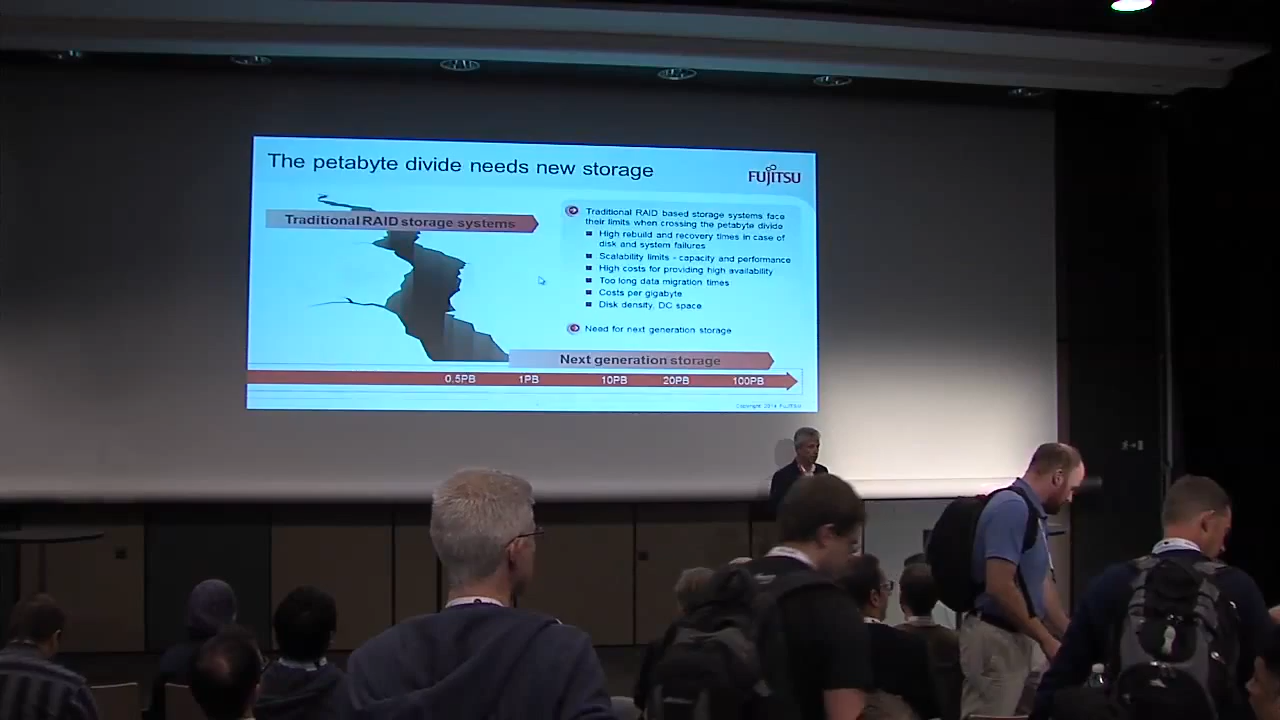 The petabyte divide needs new storage
FUJITSU
Traditional RAID storage systems
Traditional RAID based storage systems face
their limits when crossing the petabyte divide
High rebuild and recovery times in case of
disk and system failures
Scalability limits - capacity and performance
High costs for providing high availability
Too long data migration times
Costs per gigabyte
Disk density, DC space
Need for next generation storage
Next generation storage
0.5PB 1PB 10PB 20PB 100PB
Copyright 2014 FUJITSU